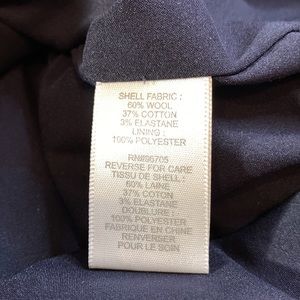 SHELL FABRIC :
60% WOOL
37% COTTON
3% ELASTANE
LINING :
100% POLYESTER
RN#96705
REVERSE FOR CARE
TISSU DE SHELL :
60% LAINE
37% COTON
3% ELASTANE
DOUBLURE :
100% POLYESTER
FABRIQUE EN CHINE
RENVERSER
POUR LE SOIN